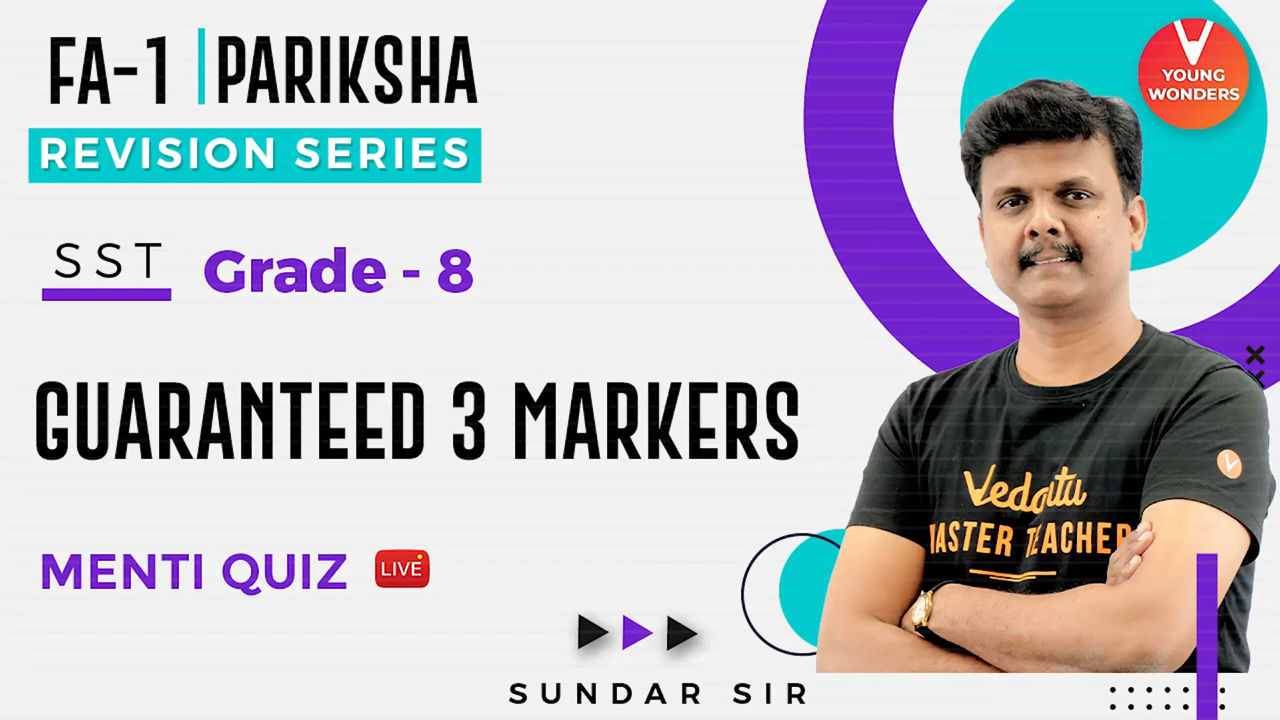 FA-1 | PARIKSHA
REVISION SERIES
SST Grade - 8
GUARANTEED 3 MARKERS
MENTI QUIZ LIVE
SUNDAR SIR
YOUNG
WONDERS
Vedantu
MASTER TEACHER